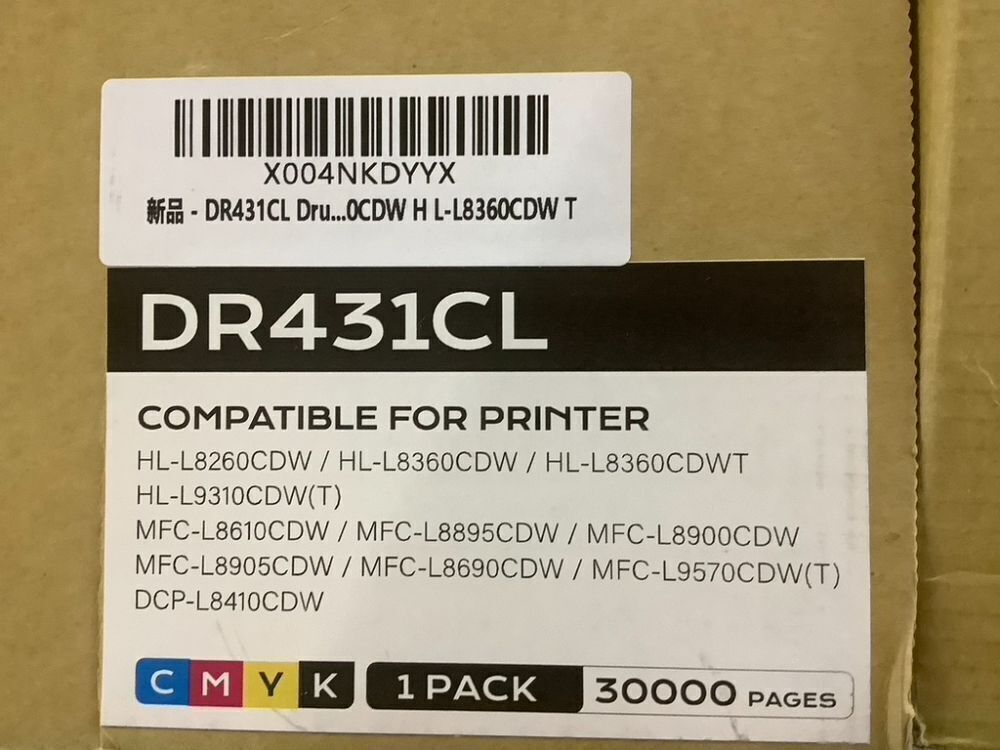 X004NKDYYX
新品 - DR431CL Dru...0CDW H L-L8360CDW T
DR431CL
COMPATIBLE FOR PRINTER
HL-L8260CDW / HL-L8360CDW / HL-L8360CDWT
HL-L9310CDW(T)
MFC-L8610CDW / MFC-L8895CDW / MFC-L8900CDW
MFC-L8905CDW / MFC-L8690CDW / MFC-L9570CDW(T)
DCP-L8410CDW
C M Y K 1 PACK 30000 PAGES